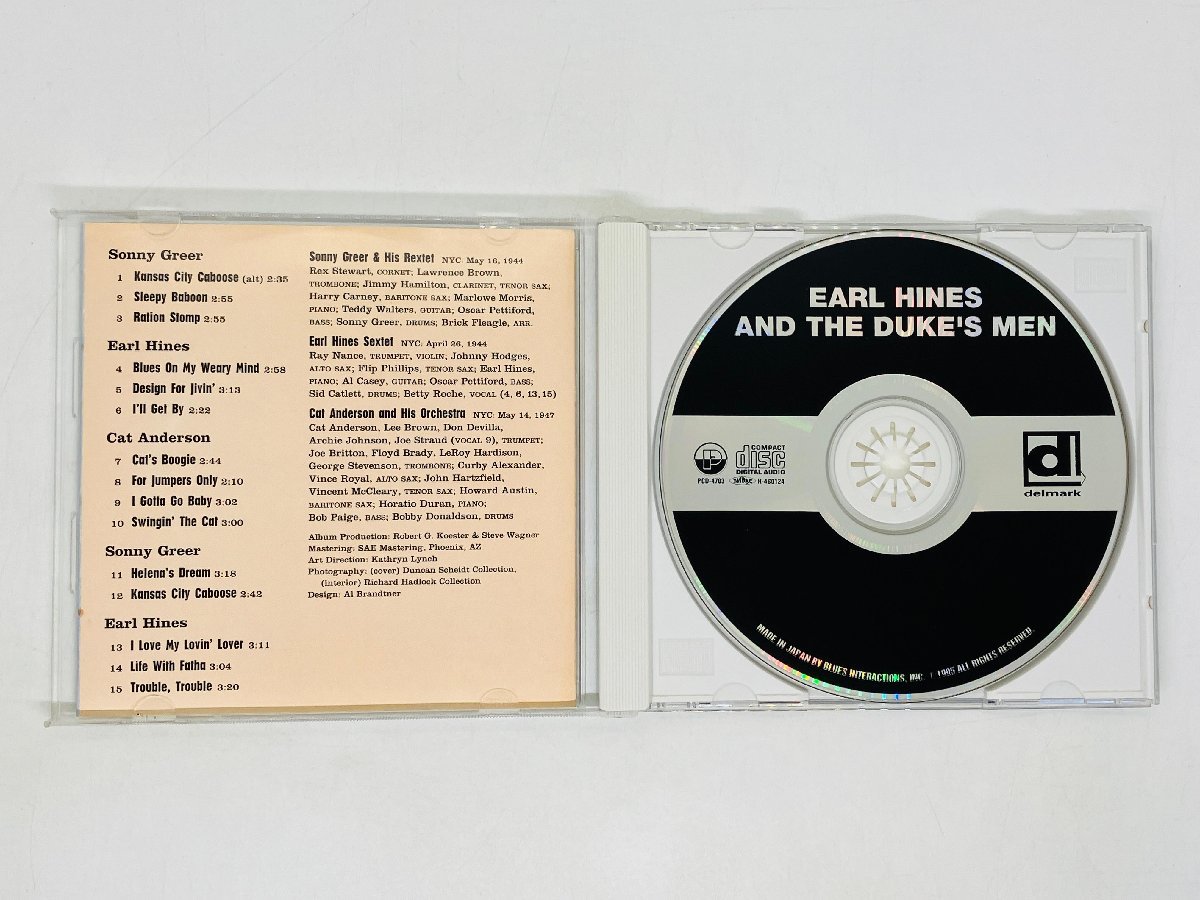 Sonny Greer
1 Kansas City Caboose (alt) 2:35
2 Sleepy Baboon 2:55
3 Ration Stomp 2:55
Earl Hines
4 Blues On My Weary Mind 2:58
5 Design For Jivin' 3:13
6 I'll Get By 2:22
Cat Anderson
7 Cat's Boogie 2:44
8 For Jumpers Only 2:10
9 I Gotta Go Baby 3:02
10 Swingin' The Cat 3:00
Sonny Greer
11 Helena's Dream 3:18
12 Kansas City Caboose 2:42
Earl Hines
13 I Love My Lovin' Lover 3:11
14 Life With Fatha 3:04
15 Trouble, Trouble 3:20
Sonny Greer & His Rextet NYC: May 16, 1944
Rex Stewart, CORNET; Lawrence Brown,
TROMBONE; Jimmy Hamilton, CLARINET, TENOR SAX;
Harry Carney, BARITONE SAX; Marlowe Morris,
PIANO; Teddy Walters, GUITAR; Oscar Pettiford,
BASS; Sonny Greer, DRUMS; Brick Fleagle, ARR.
Earl Hines Sextet NYC: April 26, 1944
Ray Nance, TRUMPET, VIOLIN; Johnny Hodges,
ALTO SAX; Flip Phillips, TENOR SAX; Earl Hines,
PIANO; Al Casey, GUITAR; Oscar Pettiford, BASS;
Sid Catlett, DRUMS; Betty Roche, VOCAL (4, 6, 13, 15)
Cat Anderson and His Orchestra NYC: May 14, 1947
Cat Anderson, Lee Brown, Don Devilla,
Archie Johnson, Joe Straud (VOCAL 9), TRUMPET;
Joe Britton, Floyd Brady, LeRoy Hardison,
George Stevenson, TROMBONE; Curby Alexander,
Vince Royal, ALTO SAX; John Hartzfield,
Vincent McCleary, TENOR SAX; Howard Austin,
BARITONE SAX; Horatio Duran, PIANO;
Bob Paige, BASS; Bobby Donaldson, DRUMS
Album Production: Robert G. Koester & Steve Wagner
Mastering: SAE Mastering, Phoenix, AZ
Art Direction: Kathryn Lynch
Photography: (cover) Duncan Scheidt Collection,
(interior) Richard Hadlock Collection
Design: Al Brandtner
EARL HINES
AND THE DUKE'S MEN
P
COMPACT
disc
DIGITAL AUDIO
PCD-4703 H-460124
d
delmark
MADE IN JAPAN BY BLUES INTERACTIONS, INC. 1995 ALL RIGHTS RESERVED